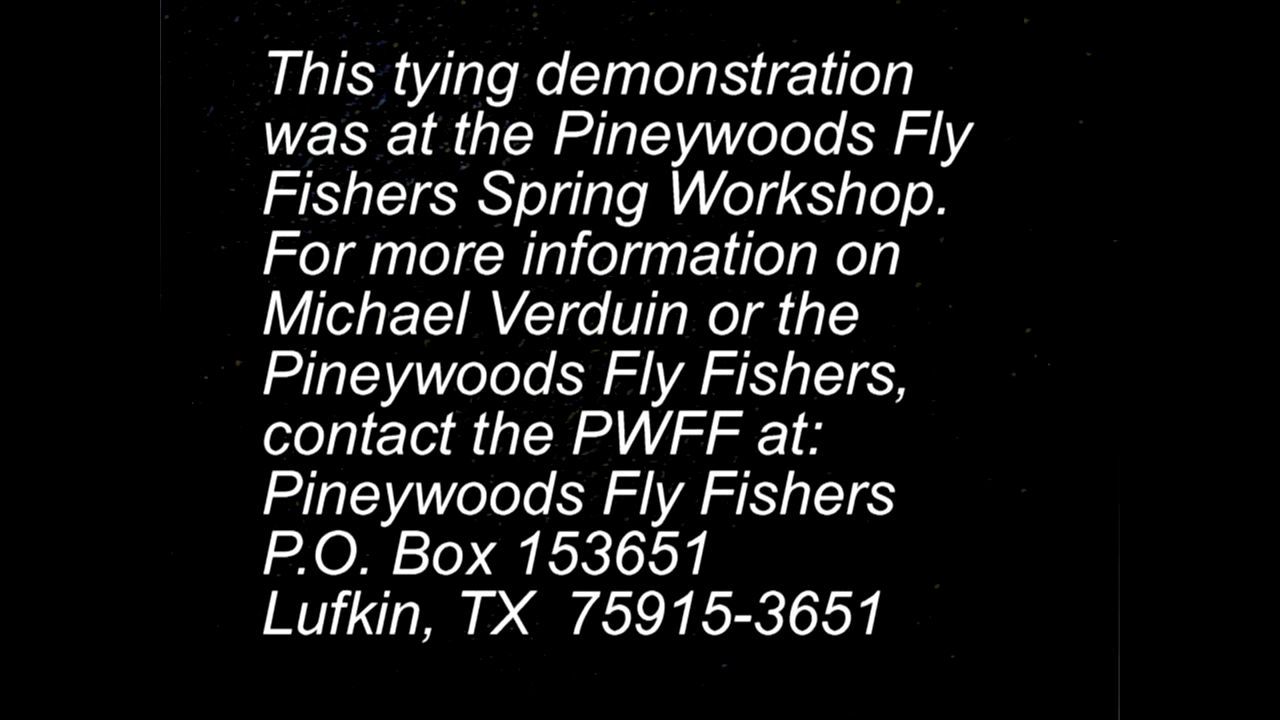 This tying demonstration
was at the Pineywoods Fly
Fishers Spring Workshop.
For more information on
Michael Verduin or the
Pineywoods Fly Fishers,
contact the PWFF at:
Pineywoods Fly Fishers
P.O. Box 153651
Lufkin, TX  75915-3651